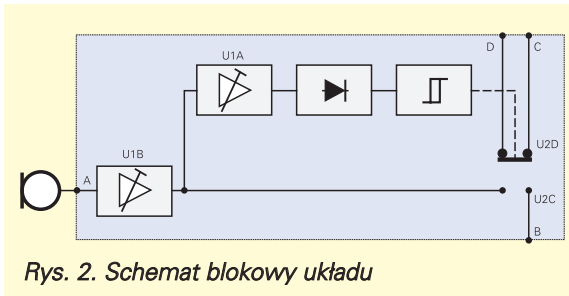 D C
U1A
U2D
U1B
A
U2C
B
Rys. 2. Schemat blokowy układu